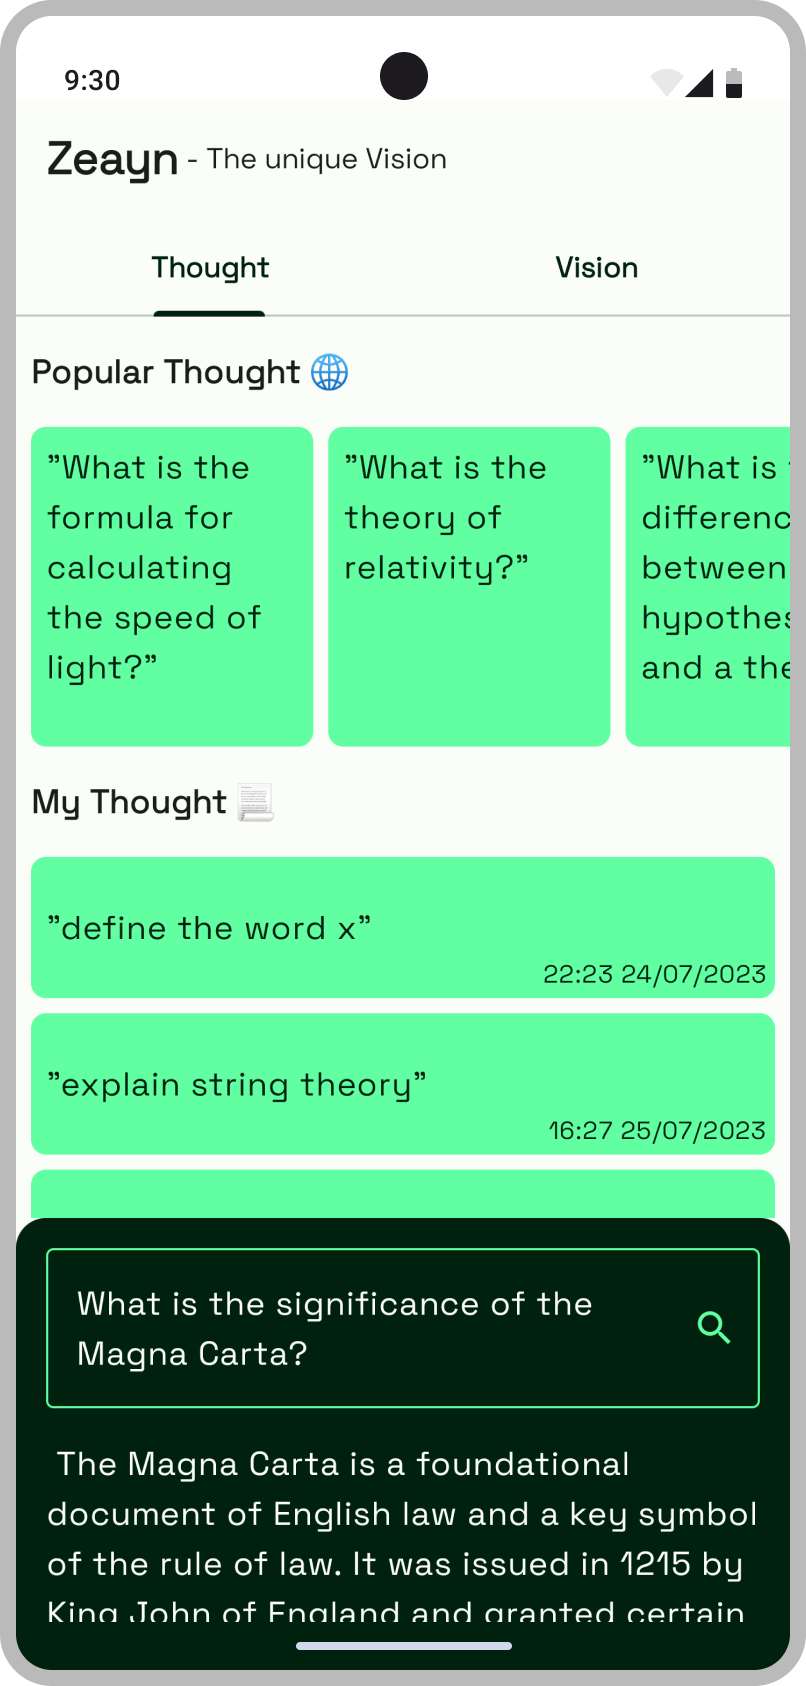 9:30
Zeayn - The unique Vision
Thought
Vision
Popular Thought
”What is the
formula for
calculating
the speed of
light?”
”What is the
theory of
relativity?”
”What is
differenc
between
hypothes
and a the
My Thought
”define the word x”
22:23 24/07/2023
”explain string theory”
16:27 25/07/2023
What is the significance of the
Magna Carta?
The Magna Carta is a foundational
document of English law and a key symbol
of the rule of law. It was issued in 1215 by
King John of England and granted certain